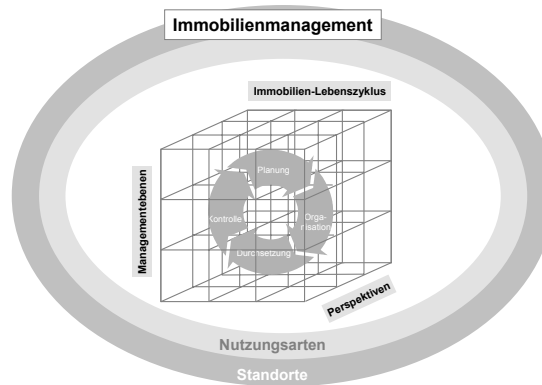 Immobilienmanagement
Immobilien-Lebenszyklus
Managementebenen
Planung
Kontrolle
Orga-
nisation
Durchsetzung
Perspektiven
Nutzungsarten
Standorte